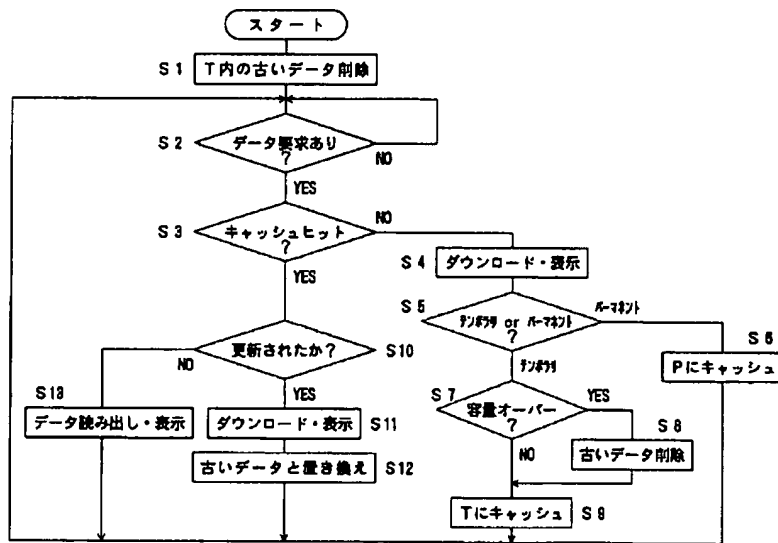 スタート
S1 T内の古いデータ削除
S2 データ要求あり
?
NO
YES
S3 キャッシュヒット
?
NO
YES
S4 ダウンロード・表示
S5 テンポラリ or パーマネント
?
パーマネント
テンポラリ
S6
Pにキャッシュ
S7 容量オーバー
?
YES
NO
S8
古いデータ削除
Tにキャッシュ S9
更新されたか? S10
NO
YES
S13
データ読み出し・表示
ダウンロード・表示 S11
古いデータと置き換え S12